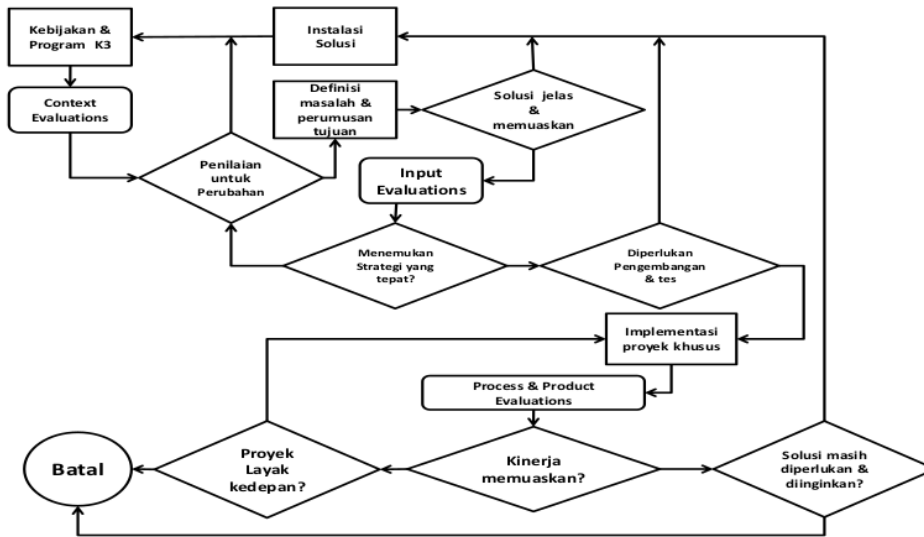 Kebijakan &
Program K3
Instalasi
Solusi
Context
Evaluations
Definisi
masalah &
perumusan
tujuan
Solusi jelas
&
memuaskan
Penilaian
untuk
Perubahan
Input
Evaluations
Menemukan
Strategi yang
tepat?
Diperlukan
Pengembangan
& tes
Implementasi
proyek khusus
Process & Product
Evaluations
Batal
Proyek
Layak
kedepan?
Kinerja
memuaskan?
Solusi masih
diperlukan &
diinginkan?